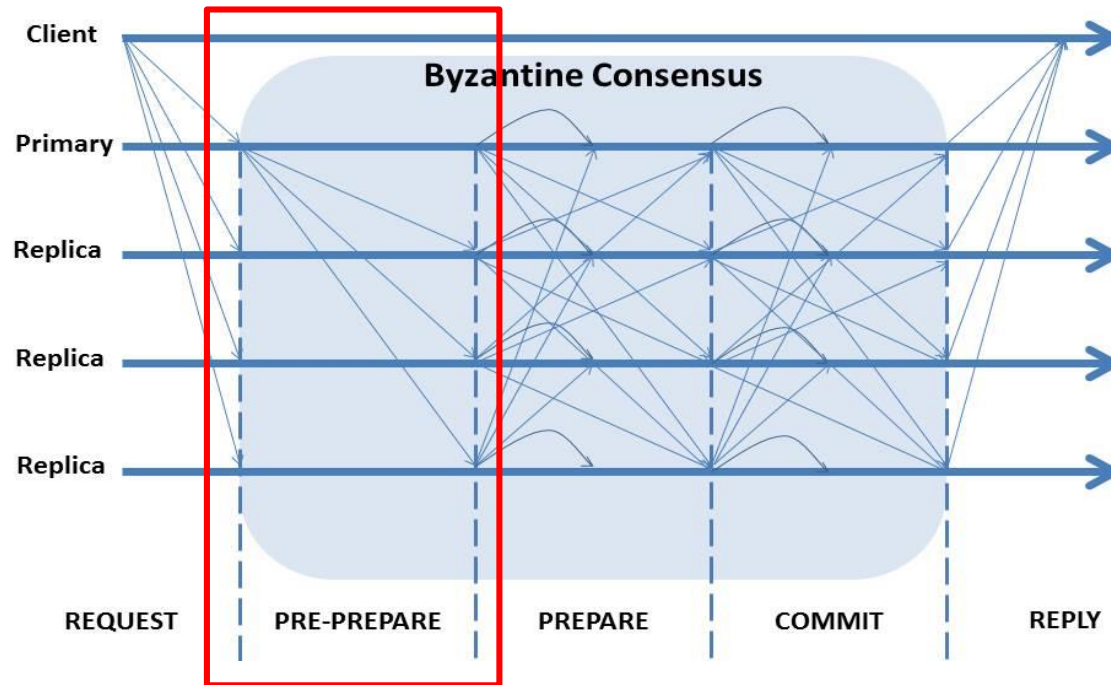 Client
Byzantine Consensus
Primary
Replica
Replica
Replica
REQUEST PRE-PREPARE PREPARE COMMIT REPLY